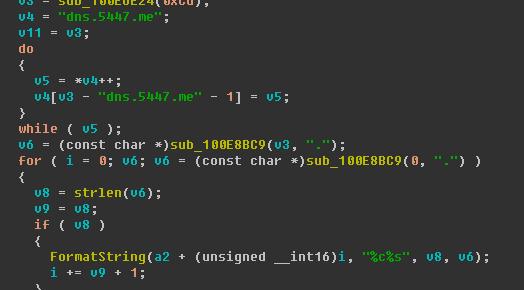 v3 = sub_100E0E24(0xCu);
v4 = "dns.5447.me";
v11 = v3;
do
{
v5 = *v4++;
v4[v3 - "dns.5447.me" - 1] = v5;
}
while ( v5 );
v6 = (const char *)sub_100E8BC9(v3, ".");
for ( i = 0; v6; v6 = (const char *)sub_100E8BC9(0, ".") )
{
v8 = strlen(v6);
v9 = v8;
if ( v8 )
{
FormatString(a2 + (unsigned __int16)i, "%c%s", v8, v6);
i += v9 + 1;
}